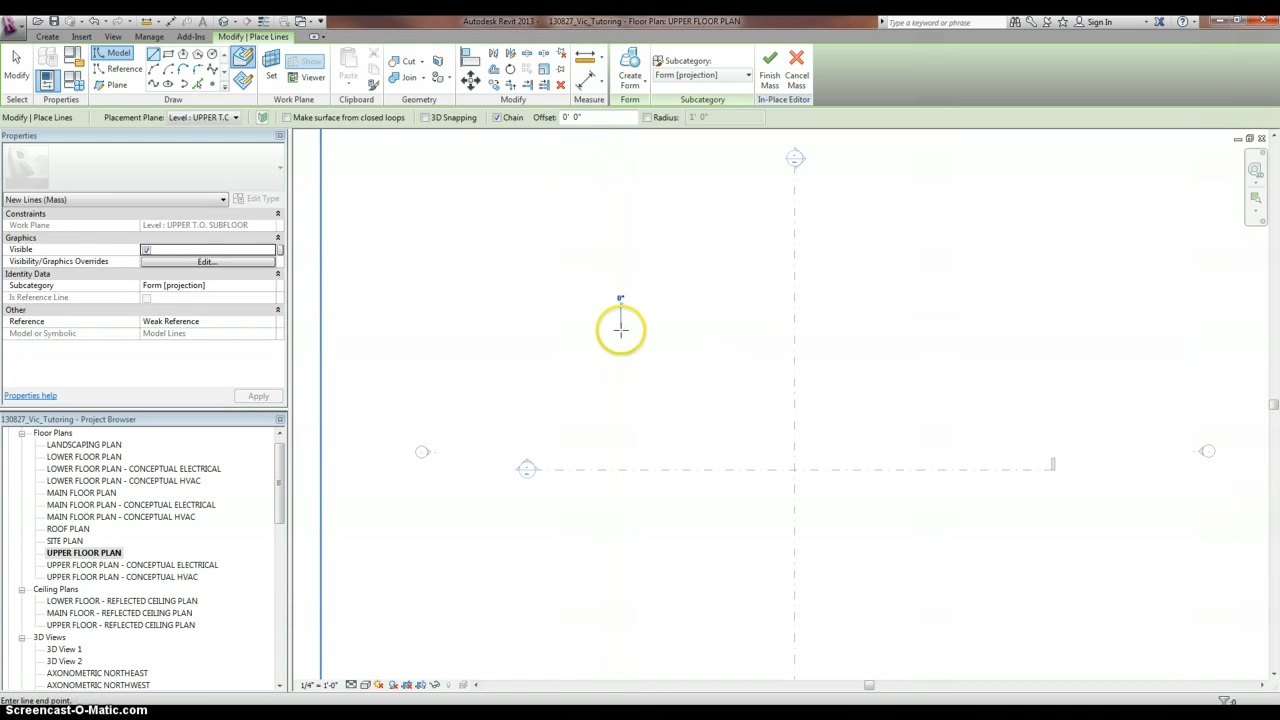 Autodesk Revit 2013 - 130827_Vic_Tutoring - Floor Plan: UPPER FLOOR PLAN
Type a keyword or phrase
Sign In
Create Insert View Manage Add-Ins Modify | Place Lines
Modify
Model
Reference
Plane
Set
Show
Viewer
Paste
Cut
Join
Create Form
Subcategory:
Form [projection]
Finish Mass
Cancel Mass
Select Properties Draw Work Plane Clipboard Geometry Modify Measure Form Subcategory In-Place Editor
Modify | Place Lines Placement Plane: Level : UPPER T.C Make surface from closed loops 3D Snapping Chain Offset: 0' 0" Radius: 1' 0"
Properties
New Lines (Mass) Edit Type
Constraints
Work Plane Level : UPPER T.O. SUBFLOOR
Graphics
Visible
Visibility/Graphics Overrides Edit...
Identity Data
Subcategory Form [projection]
Is Reference Line
Other
Reference Weak Reference
Model or Symbolic Model Lines
Properties help Apply
130827_Vic_Tutoring - Project Browser
Floor Plans
LANDSCAPING PLAN
LOWER FLOOR PLAN
LOWER FLOOR PLAN - CONCEPTUAL ELECTRICAL
LOWER FLOOR PLAN - CONCEPTUAL HVAC
MAIN FLOOR PLAN
MAIN FLOOR PLAN - CONCEPTUAL ELECTRICAL
MAIN FLOOR PLAN - CONCEPTUAL HVAC
ROOF PLAN
SITE PLAN
UPPER FLOOR PLAN
UPPER FLOOR PLAN - CONCEPTUAL ELECTRICAL
UPPER FLOOR PLAN - CONCEPTUAL HVAC
Ceiling Plans
LOWER FLOOR - REFLECTED CEILING PLAN
MAIN FLOOR - REFLECTED CEILING PLAN
UPPER FLOOR - REFLECTED CEILING PLAN
3D Views
3D View 1
3D View 2
AXONOMETRIC NORTHEAST
AXONOMETRIC NORTHWEST
1/4" = 1'-0"
Enter line end point.
Screencast-O-Matic.com